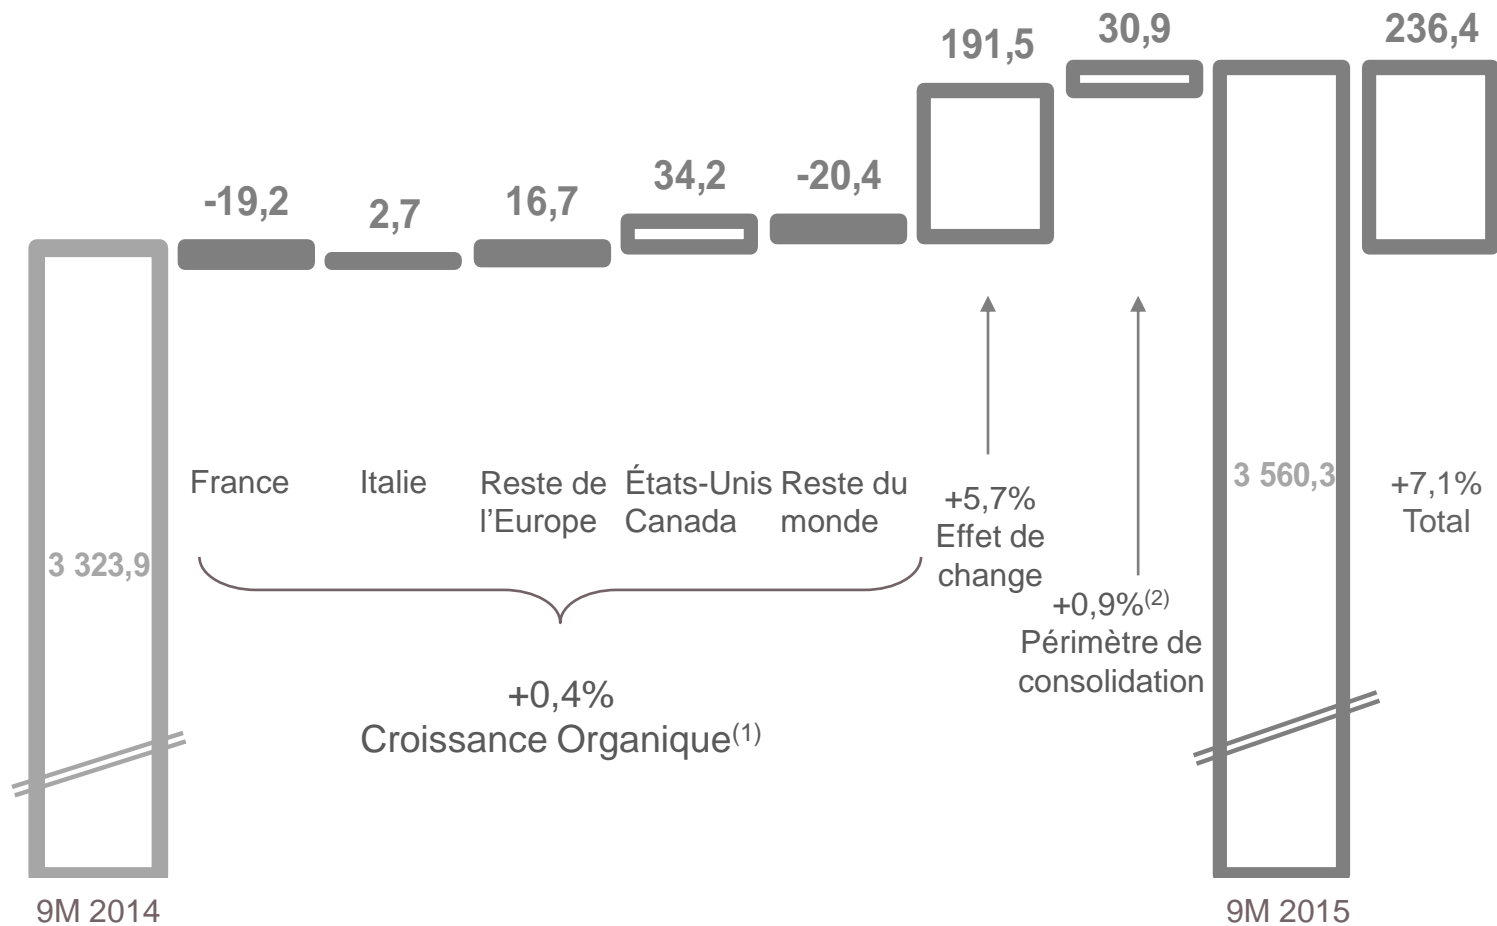 191,5
30,9
236,4
-19,2
2,7
16,7
34,2
-20,4
France
Italie
Reste de
l’Europe
États-Unis
Canada
Reste du
monde
+5,7%
Effet de
change
3 560,3
+7,1%
Total
3 323,9
+0,9%(2)
Périmètre de
consolidation
+0,4%
Croissance Organique(1)
9M 2014
9M 2015